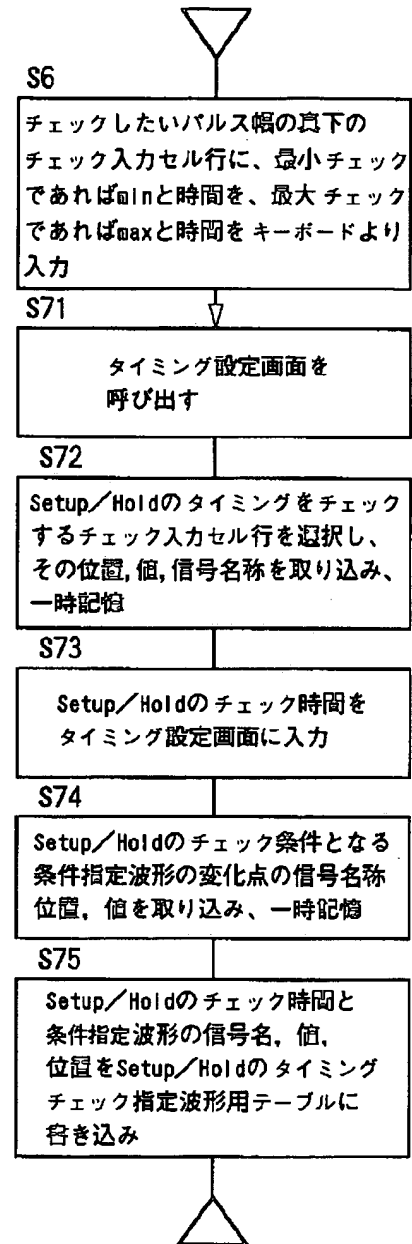 S6
チェックしたいパルス幅の真下の
チェック入力セル行に、最小チェック
であればminと時間を、最大チェック
であればmaxと時間をキーボードより
入力
S71
タイミング設定画面を
呼び出す
S72
Setup／Holdのタイミングをチェック
するチェック入力セル行を選択し、
その位置,値,信号名称を取り込み、
一時記憶
S73
Setup／Holdのチェック時間を
タイミング設定画面に入力
S74
Setup／Holdのチェック条件となる
条件指定波形の変化点の信号名称
位置，値を取り込み、一時記憶
S75
Setup／Holdのチェック時間と
条件指定波形の信号名，値，
位置をSetup／Holdのタイミング
チェック指定波形用テーブルに
書き込み